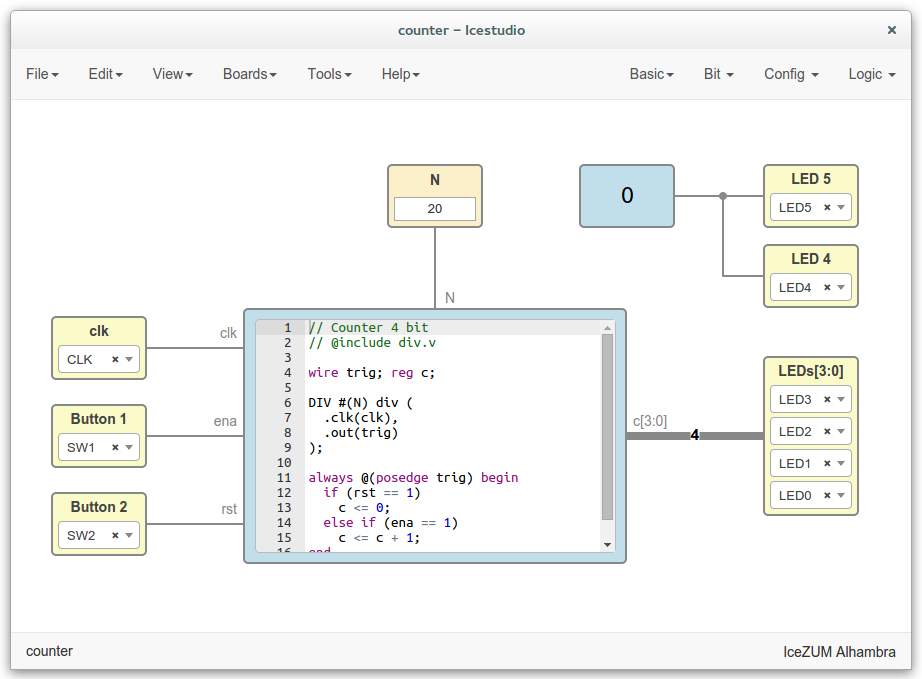 counter – Icestudio ×
File Edit View Boards Tools Help Basic Bit Config Logic
N
20
0
LED 5
LED5 ×
LED 4
LED4 ×
N
clk
CLK ×
clk
Button 1
SW1 ×
ena
Button 2
SW2 ×
rst
1 // Counter 4 bit
2 // @include div.v
3
4 wire trig; reg c;
5
6 DIV #(N) div (
7 .clk(clk),
8 .out(trig)
9 );
10
11 always @(posedge trig) begin
12 if (rst == 1)
13 c <= 0;
14 else if (ena == 1)
15 c <= c + 1;
16 end
c[3:0]
4
LEDs[3:0]
LED3 ×
LED2 ×
LED1 ×
LED0 ×
counter IceZUM Alhambra